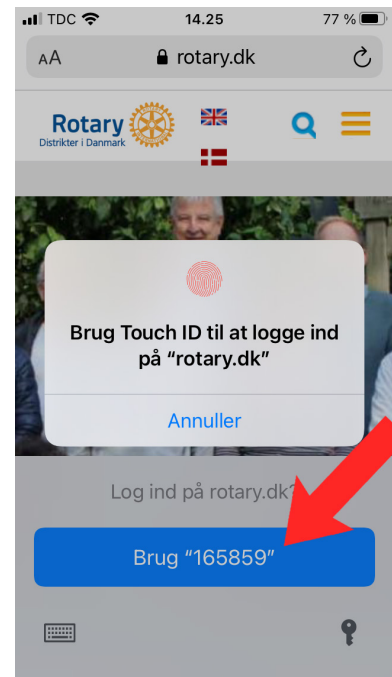 TDC 14.25 77 %
AA rotary.dk
Rotary
Distrikter i Danmark
Brug Touch ID til at logge ind
på “rotary.dk”
Annuller
Log ind på rotary.dk?
Brug “165859”